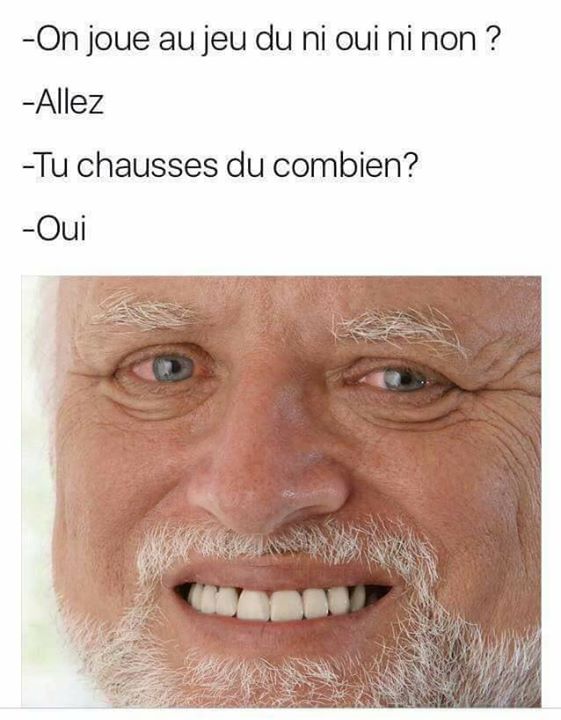 -On joue au jeu du ni oui ni non ?
-Allez
-Tu chausses du combien?
-Oui